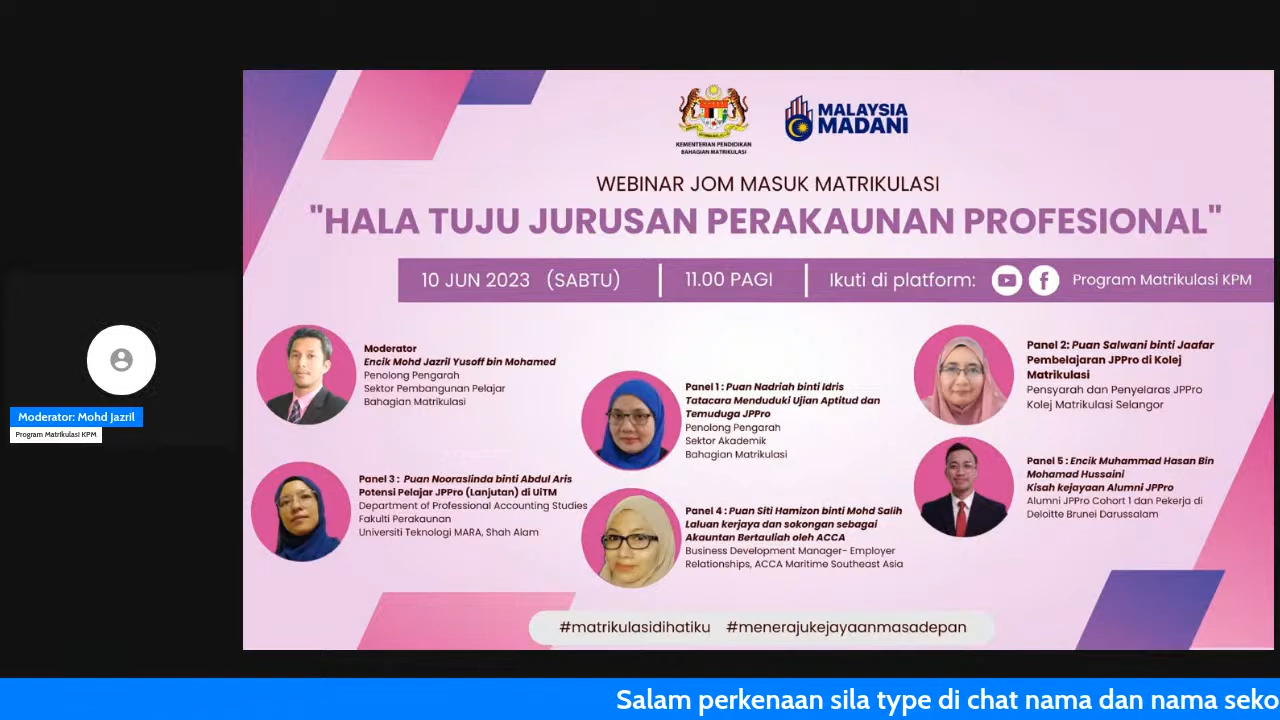 KEMENTERIAN PENDIDIKAN
BAHAGIAN MATRIKULASI
MALAYSIA
MADANI
WEBINAR JOM MASUK MATRIKULASI
"HALA TUJU JURUSAN PERAKAUNAN PROFESIONAL"
10 JUN 2023 (SABTU)
11.00 PAGI
Ikuti di platform:
Program Matrikulasi KPM
Moderator
Encik Mohd Jazril Yusoff bin Mohamed
Penolong Pengarah
Sektor Pembangunan Pelajar
Bahagian Matrikulasi
Panel 1 : Puan Nadriah binti Idris
Tatacara Menduduki Ujian Aptitud dan
Temuduga JPPro
Penolong Pengarah
Sektor Akademik
Bahagian Matrikulasi
Panel 2: Puan Salwani binti Jaafar
Pembelajaran JPPro di Kolej
Matrikulasi
Pensyarah dan Penyelaras JPPro
Kolej Matrikulasi Selangor
Panel 3 : Puan Nooraslinda binti Abdul Aris
Potensi Pelajar JPPro (Lanjutan) di UiTM
Department of Professional Accounting Studies
Fakulti Perakaunan
Universiti Teknologi MARA, Shah Alam
Panel 4 : Puan Siti Hamizon binti Mohd Salih
Laluan kerjaya dan sokongan sebagai
Akauntan Bertauliah oleh ACCA
Business Development Manager- Employer
Relationships, ACCA Maritime Southeast Asia
Panel 5 : Encik Muhammad Hasan Bin
Mohamad Hussaini
Kisah kejayaan Alumni JPPro
Alumni JPPro Cohort 1 dan Pekerja di
Deloitte Brunei Darussalam
#matrikulasidihatiku #menerajukejayaanmasadepan
Moderator: Mohd Jazril
Program Matrikulasi KPM
Salam perkenaan sila type di chat nama dan nama seko